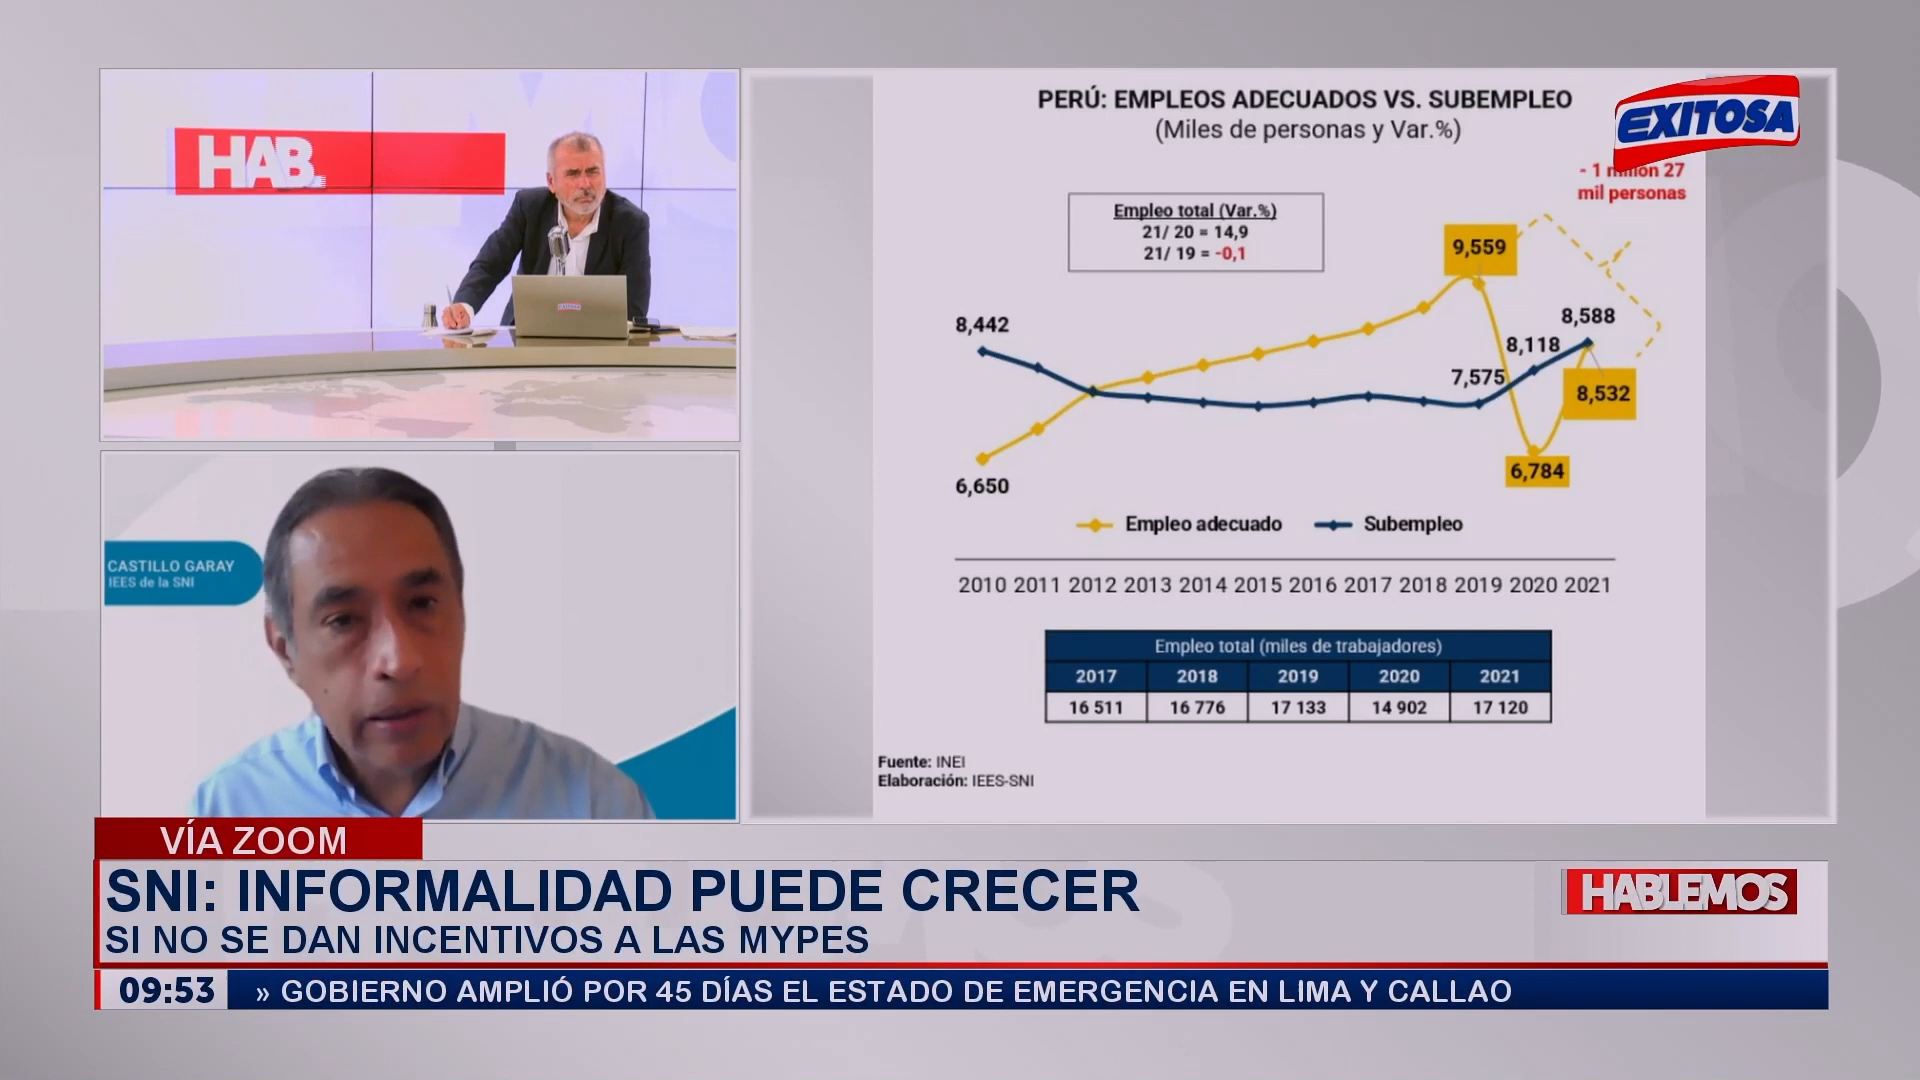 HAB.
CASTILLO GARAY
IEES de la SNI
PERÚ: EMPLEOS ADECUADOS VS. SUBEMPLEO
(Miles de personas y Var.%)
EXITOSA
- 1 millón 27
mil personas
Empleo total (Var.%)
21/ 20 = 14,9
21/ 19 = -0,1
9,559
8,442
8,588
8,118
7,575
8,532
6,784
6,650
Empleo adecuado Subempleo
2010 2011 2012 2013 2014 2015 2016 2017 2018 2019 2020 2021
Empleo total (miles de trabajadores)
2017 2018 2019 2020 2021
16 511 16 776 17 133 14 902 17 120
Fuente: INEI
Elaboración: IEES-SNI
VÍA ZOOM
SNI: INFORMALIDAD PUEDE CRECER
SI NO SE DAN INCENTIVOS A LAS MYPES
HABLEMOS
09:53 » GOBIERNO AMPLIÓ POR 45 DÍAS EL ESTADO DE EMERGENCIA EN LIMA Y CALLAO